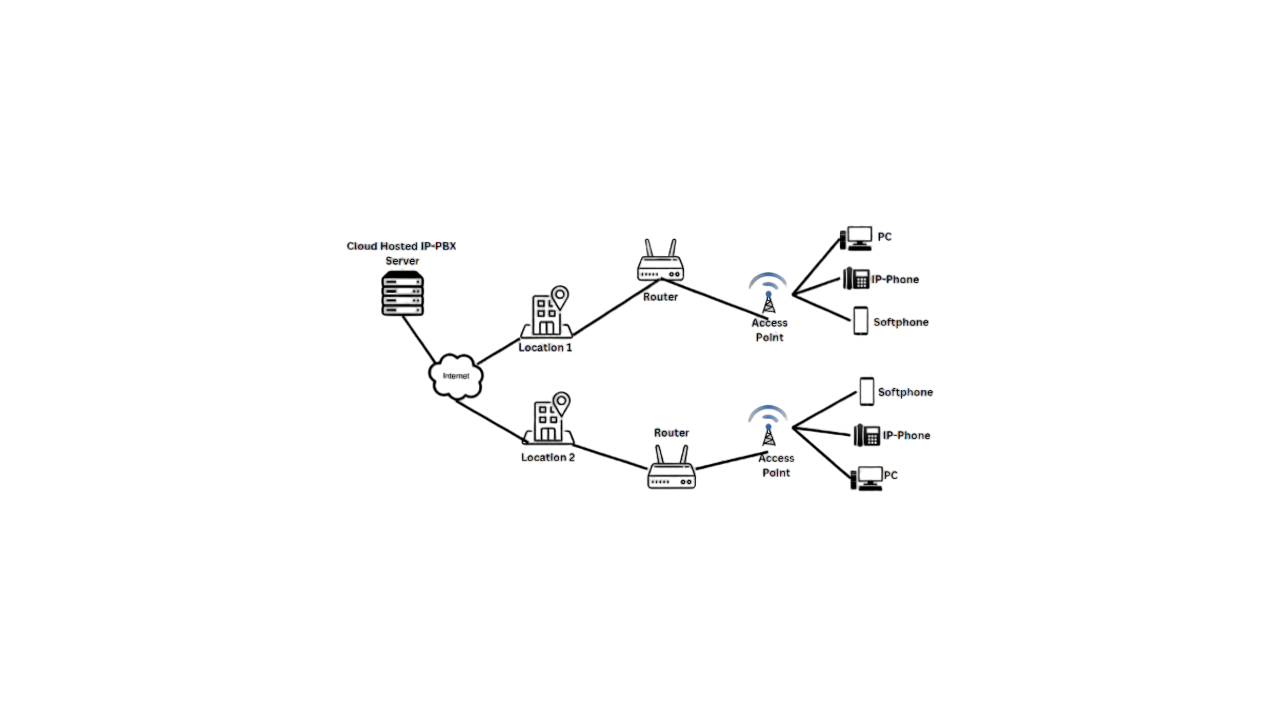 Cloud Hosted IP-PBX
Server
Internet
Location 1
Router
Access
Point
PC
IP-Phone
Softphone
Location 2
Router
Access
Point
Softphone
IP-Phone
PC